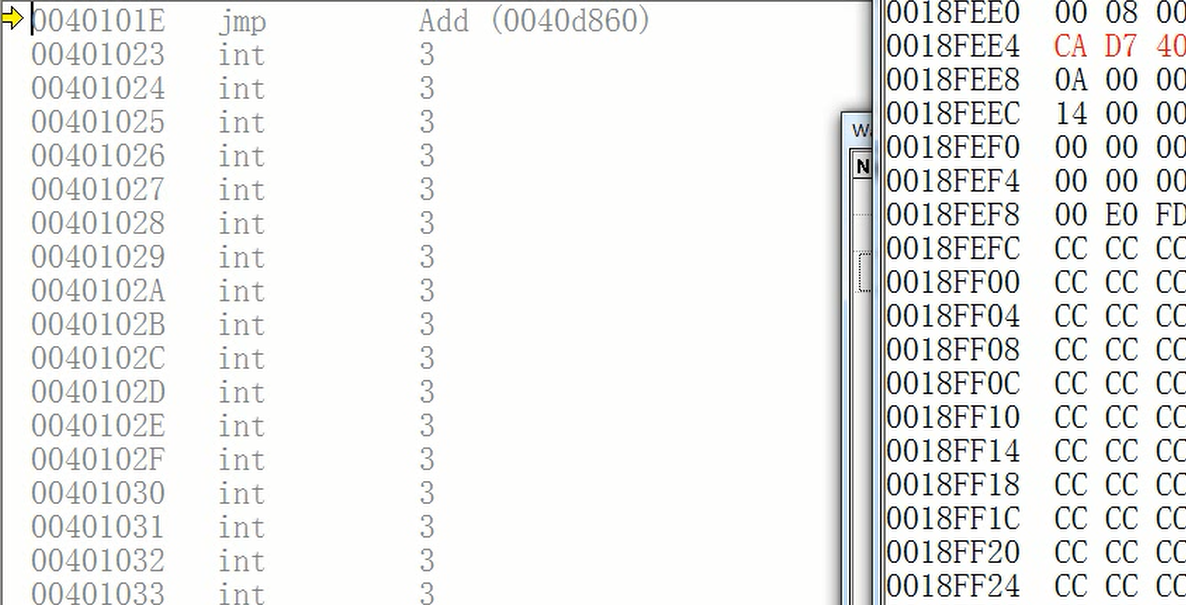 0040101E jmp Add (0040d860)
00401023 int 3
00401024 int 3
00401025 int 3
00401026 int 3
00401027 int 3
00401028 int 3
00401029 int 3
0040102A int 3
0040102B int 3
0040102C int 3
0040102D int 3
0040102E int 3
0040102F int 3
00401030 int 3
00401031 int 3
00401032 int 3
00401033 int 3
Wa
N
0018FEE0 00 08 00
0018FEE4 CA D7 40
0018FEE8 0A 00 00
0018FEEC 14 00 00
0018FEF0 00 00 00
0018FEF4 00 00 00
0018FEF8 00 E0 FD
0018FEFC CC CC CC
0018FF00 CC CC CC
0018FF04 CC CC CC
0018FF08 CC CC CC
0018FF0C CC CC CC
0018FF10 CC CC CC
0018FF14 CC CC CC
0018FF18 CC CC CC
0018FF1C CC CC CC
0018FF20 CC CC CC
0018FF24 CC CC CC